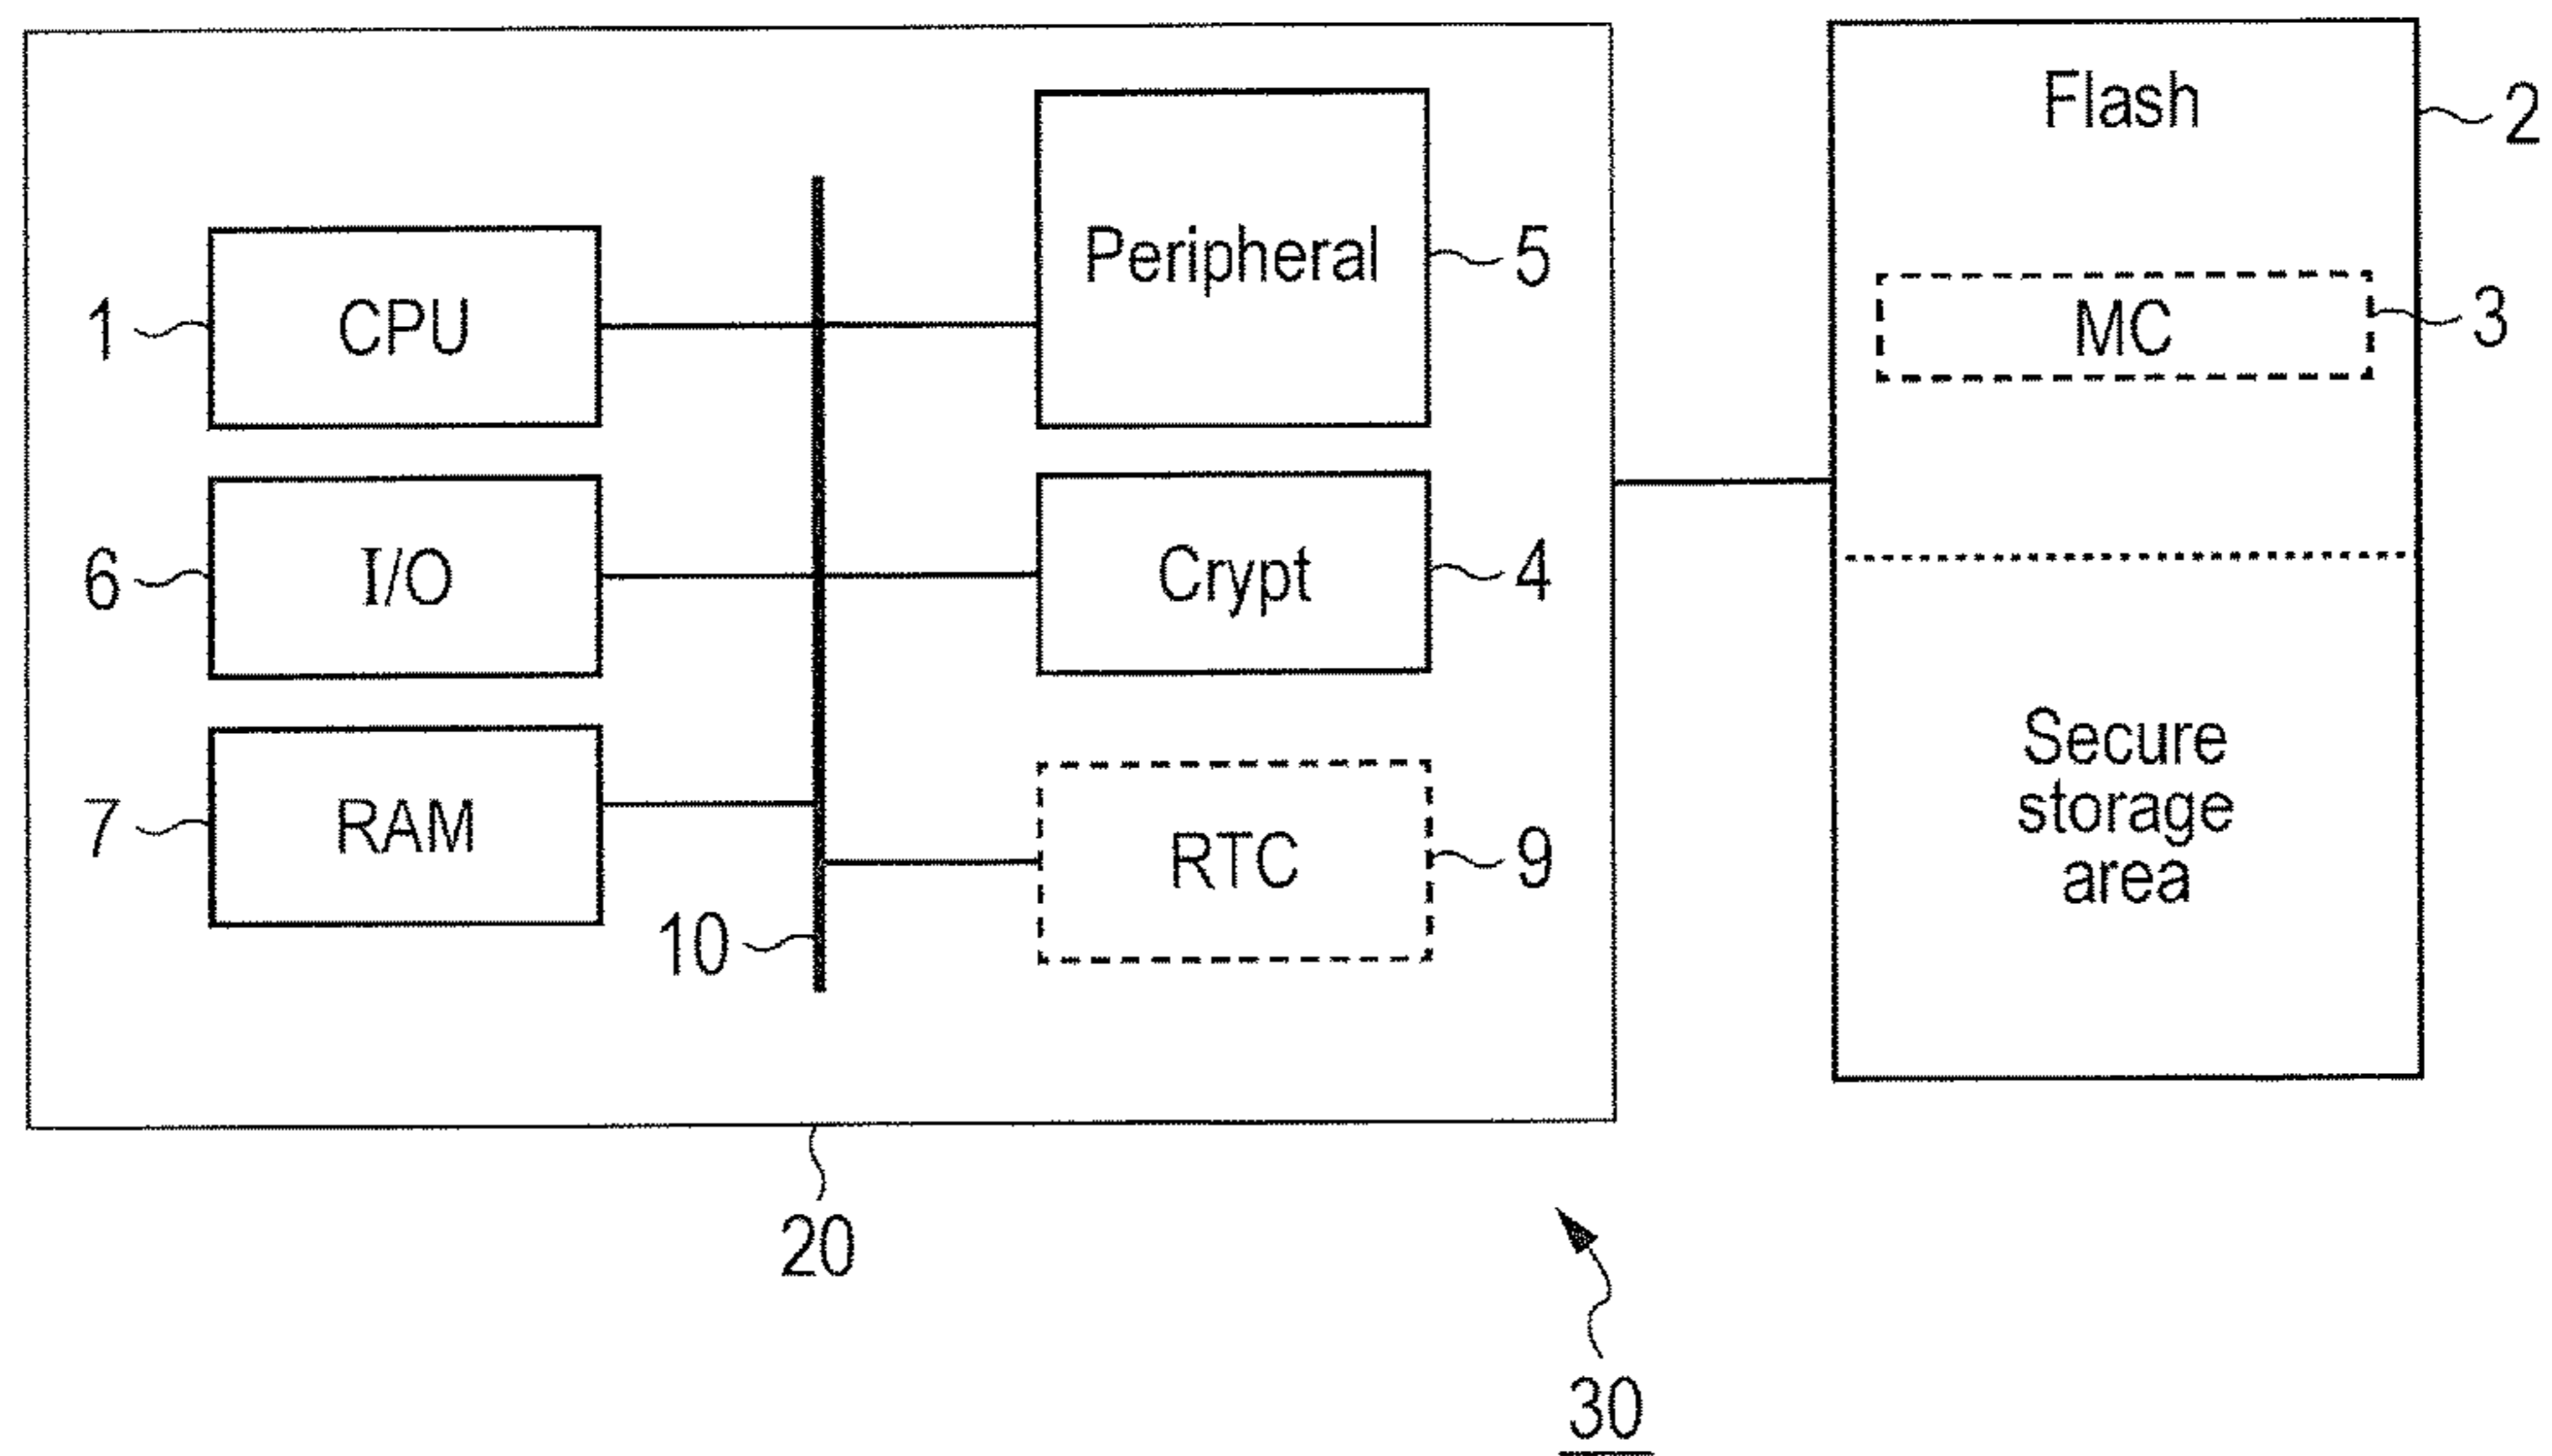 Flash
2
Peripheral
5
1
CPU
MC
3
6
I/O
Crypt
4
Secure
storage
area
7
RAM
RTC
9
10
20
30